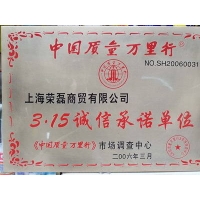 中国质量万里行
NO.SH20060031
上海荣磊商贸有限公司
3·15诚信承诺单位
《中国质量万里行》市场调查中心
二00六年三月